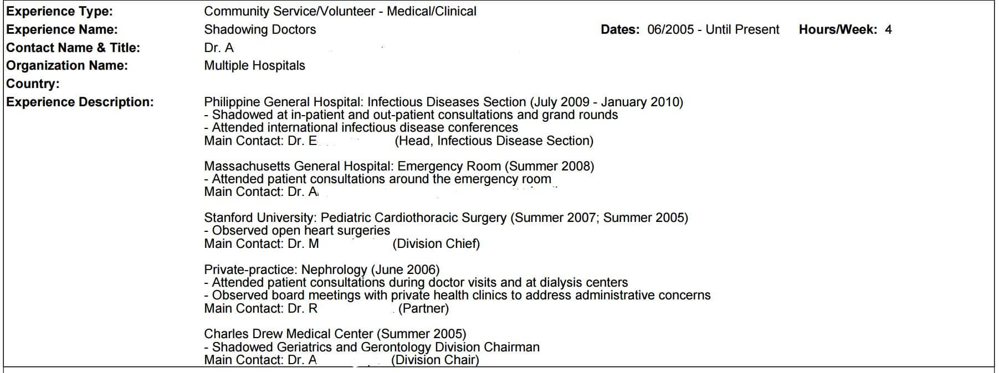 Experience Type: Community Service/Volunteer - Medical/Clinical
Experience Name: Shadowing Doctors Dates: 06/2005 - Until Present Hours/Week: 4
Contact Name & Title: Dr. A
Organization Name: Multiple Hospitals
Country:
Experience Description: Philippine General Hospital: Infectious Diseases Section (July 2009 - January 2010)
- Shadowed at in-patient and out-patient consultations and grand rounds
- Attended international infectious disease conferences
Main Contact: Dr. E (Head, Infectious Disease Section)
Massachusetts General Hospital: Emergency Room (Summer 2008)
- Attended patient consultations around the emergency room
Main Contact: Dr. A
Stanford University: Pediatric Cardiothoracic Surgery (Summer 2007; Summer 2005)
- Observed open heart surgeries
Main Contact: Dr. M (Division Chief)
Private-practice: Nephrology (June 2006)
- Attended patient consultations during doctor visits and at dialysis centers
- Observed board meetings with private health clinics to address administrative concerns
Main Contact: Dr. R (Partner)
Charles Drew Medical Center (Summer 2005)
- Shadowed Geriatrics and Gerontology Division Chairman
Main Contact: Dr. A (Division Chair)